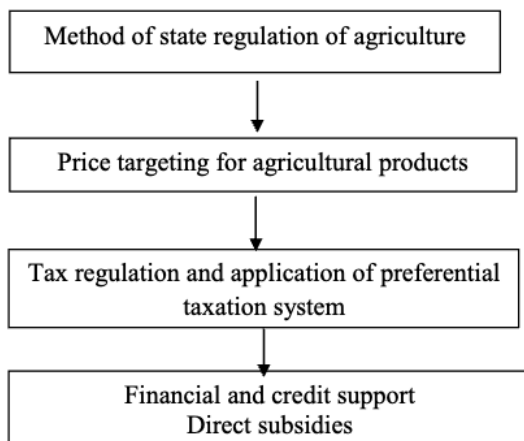 Method of state regulation of agriculture
Price targeting for agricultural products
Tax regulation and application of preferential
taxation system
Financial and credit support
Direct subsidies